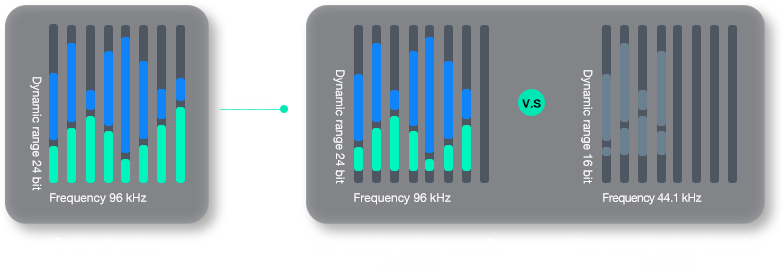 Dynamic range 24 bit
Frequency 96 kHz
Dynamic range 24 bit
Frequency 96 kHz
V.S
Dynamic range 16 bit
Frequency 44.1 kHz